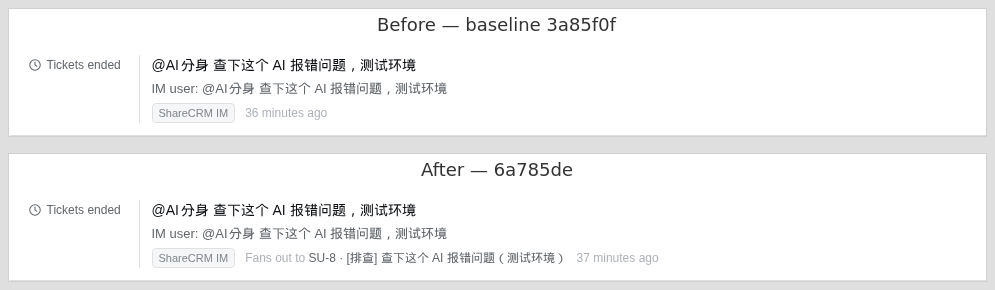 Before — baseline 3a85f0f
Tickets ended
@AI分身 查下这个 AI 报错问题，测试环境
IM user: @AI分身 查下这个 AI 报错问题，测试环境
ShareCRM IM 36 minutes ago
After — 6a785de
Tickets ended
@AI分身 查下这个 AI 报错问题，测试环境
IM user: @AI分身 查下这个 AI 报错问题，测试环境
ShareCRM IM Fans out to SU-8 · [排查] 查下这个 AI 报错问题（测试环境） 37 minutes ago